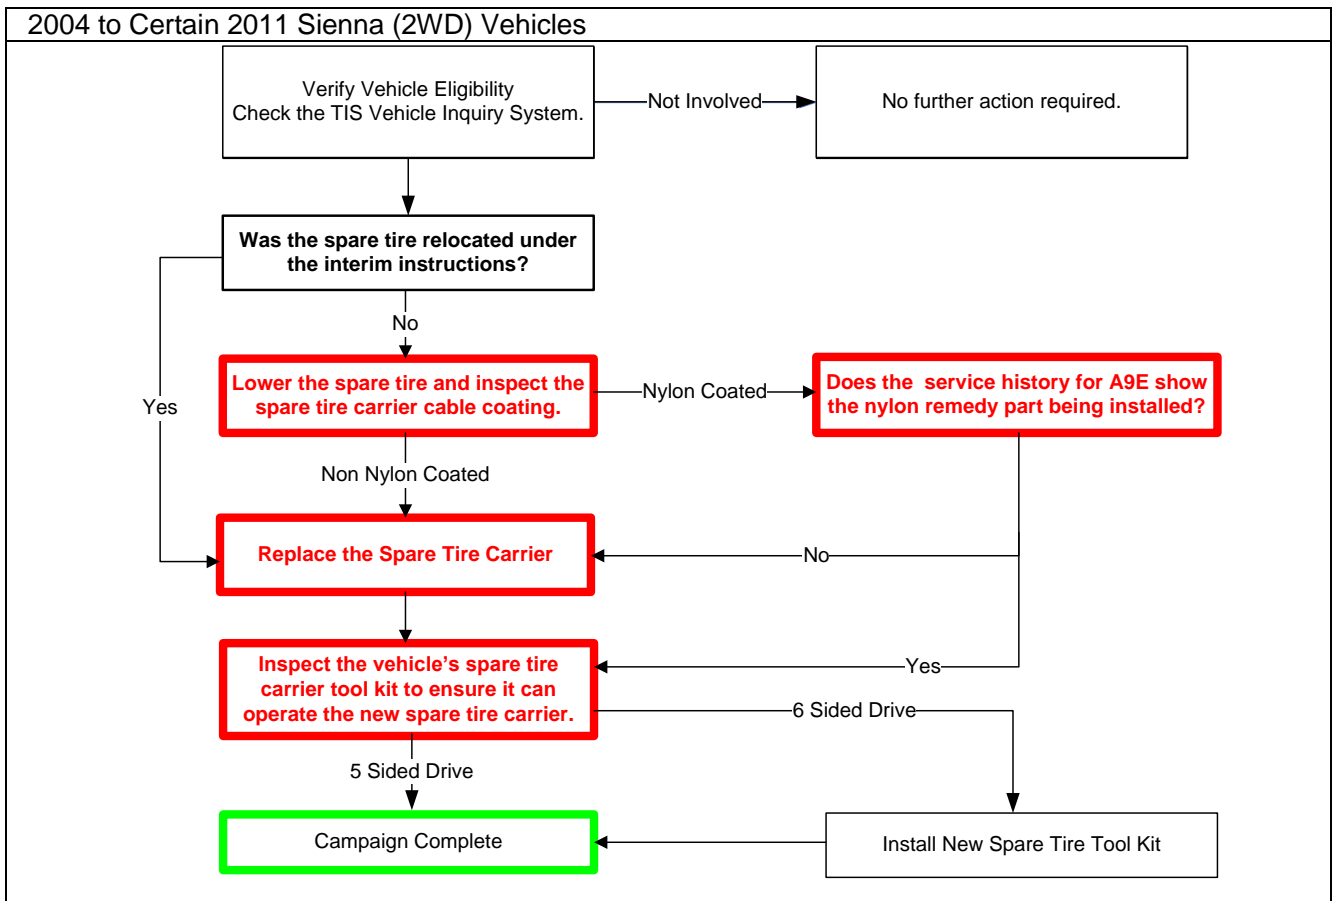 2004 to Certain 2011 Sienna (2WD) Vehicles
Verify Vehicle Eligibility
Check the TIS Vehicle Inquiry System.
Not Involved
No further action required.
Was the spare tire relocated under
the interim instructions?
No
Yes
Lower the spare tire and inspect the
spare tire carrier cable coating.
Nylon Coated
Does the service history for A9E show
the nylon remedy part being installed?
Non Nylon Coated
Replace the Spare Tire Carrier
No
Inspect the vehicle’s spare tire
carrier tool kit to ensure it can
operate the new spare tire carrier.
Yes
6 Sided Drive
5 Sided Drive
Campaign Complete
Install New Spare Tire Tool Kit